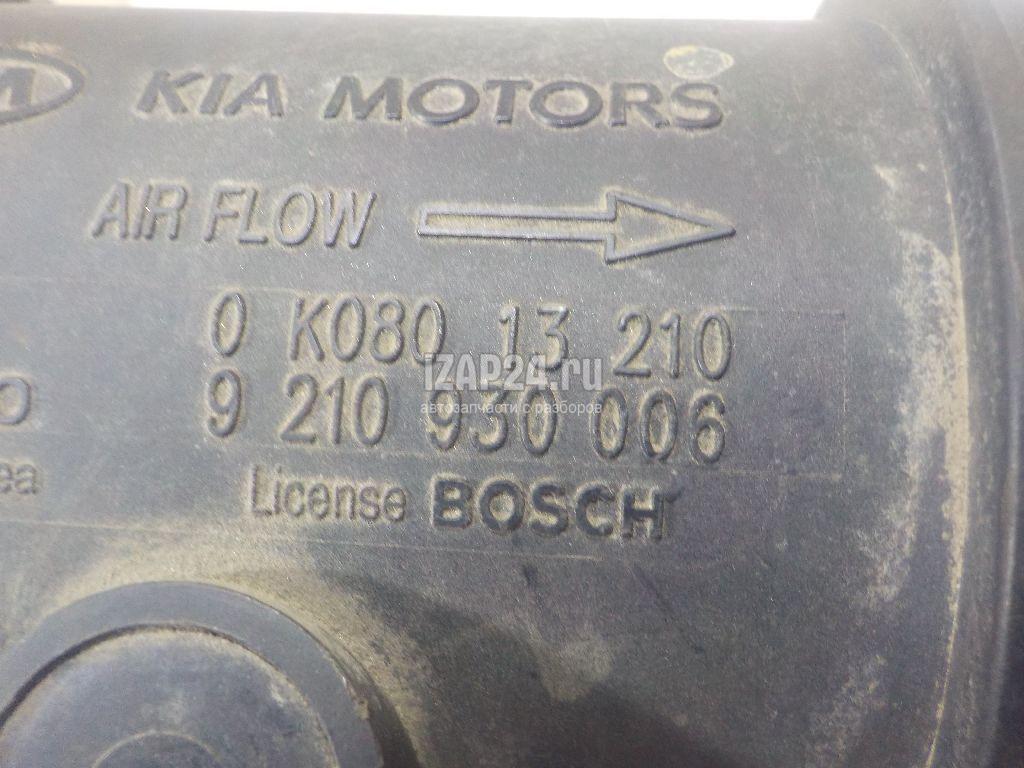 KIA MOTORS
AIR FLOW
0 K080 13 210
iZAP24.ru
автозапчасти с разборов
9 210 930 006
License BOSCH